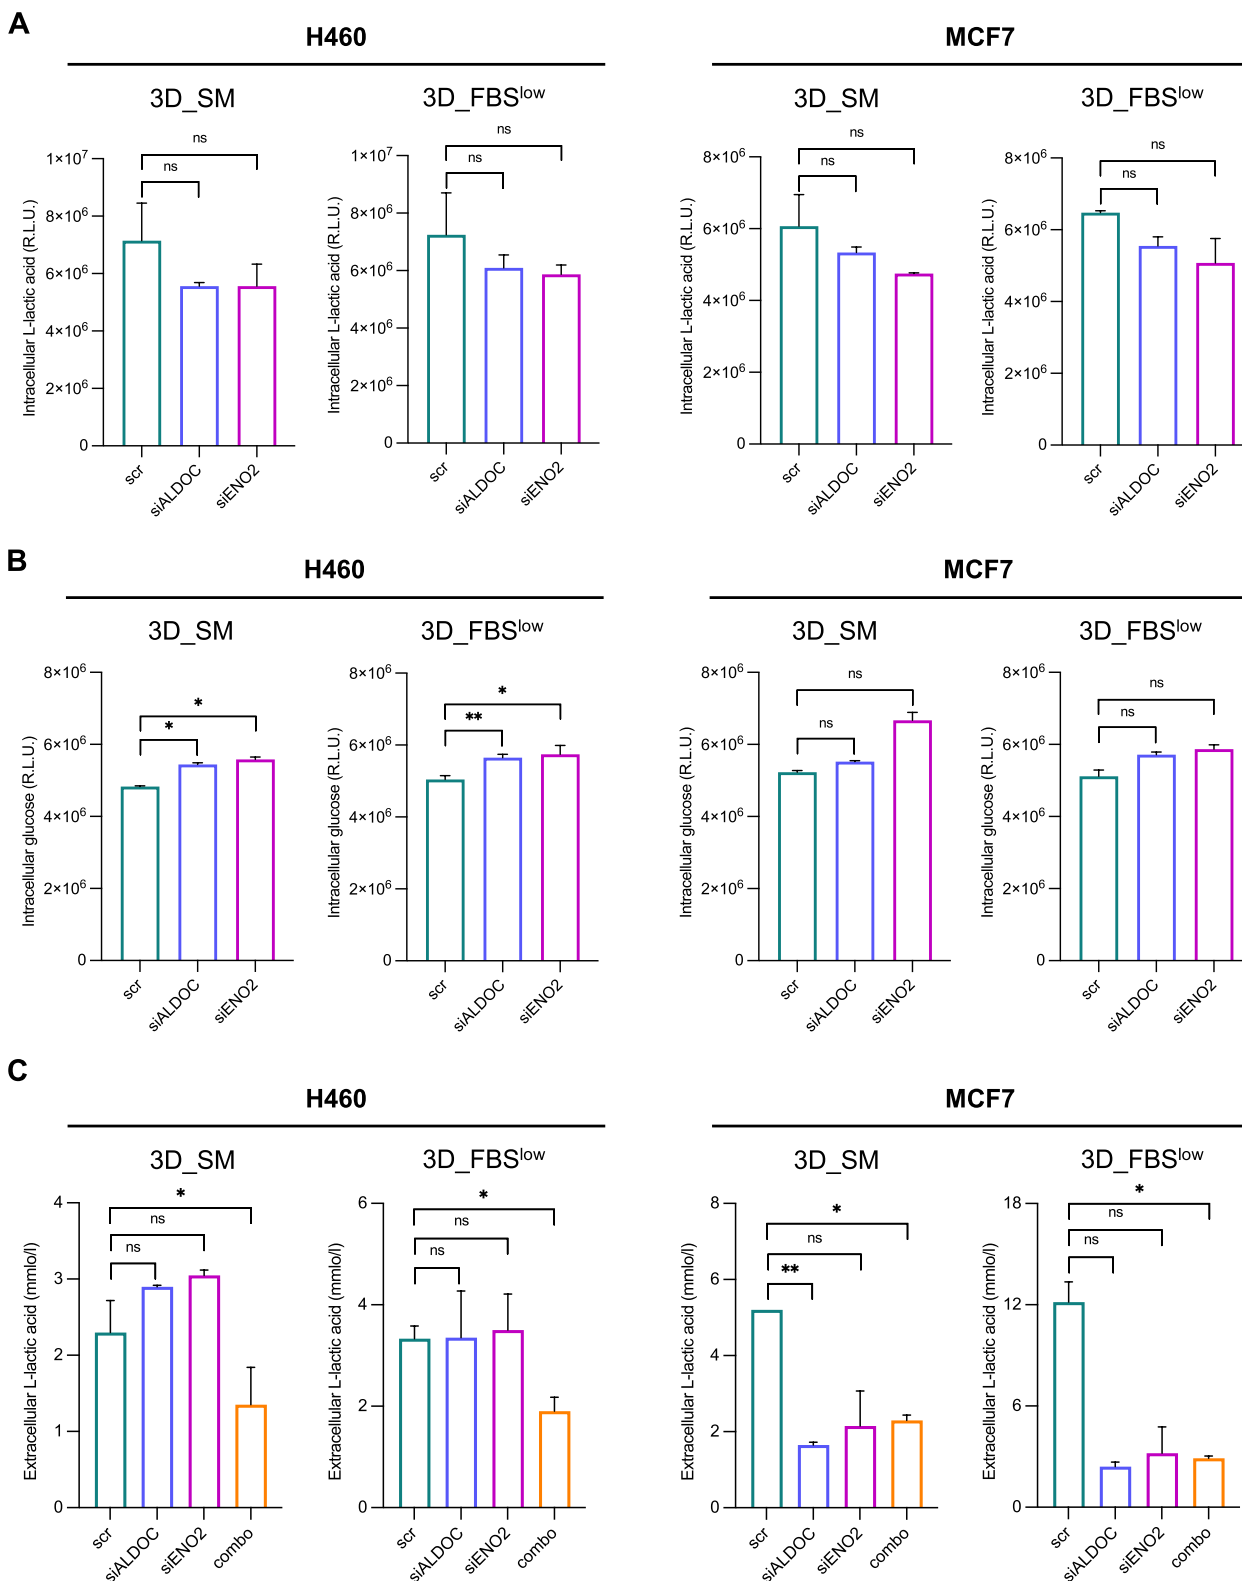 A
H460
MCF7
3D_SM
3D_FBSlow
3D_SM
3D_FBSlow
Intracellular L-lactic acid (R.L.U.)
1×10⁷
8×10⁶
6×10⁶
4×10⁶
2×10⁶
0
ns
ns
scr
siALDOC
siENO2
Intracellular L-lactic acid (R.L.U.)
1×10⁷
8×10⁶
6×10⁶
4×10⁶
2×10⁶
0
ns
ns
scr
siALDOC
siENO2
Intracellular L-lactic acid (R.L.U.)
8×10⁶
6×10⁶
4×10⁶
2×10⁶
0
ns
ns
scr
siALDOC
siENO2
Intracellular L-lactic acid (R.L.U.)
8×10⁶
6×10⁶
4×10⁶
2×10⁶
0
ns
ns
scr
siALDOC
siENO2
B
H460
MCF7
3D_SM
3D_FBSlow
3D_SM
3D_FBSlow
Intracellular glucose (R.L.U.)
8×10⁶
6×10⁶
4×10⁶
2×10⁶
0
*
*
scr
siALDOC
siENO2
Intracellular glucose (R.L.U.)
8×10⁶
6×10⁶
4×10⁶
2×10⁶
0
*
**
scr
siALDOC
siENO2
Intracellular glucose (R.L.U.)
8×10⁶
6×10⁶
4×10⁶
2×10⁶
0
ns
ns
scr
siALDOC
siENO2
Intracellular glucose (R.L.U.)
8×10⁶
6×10⁶
4×10⁶
2×10⁶
0
ns
ns
scr
siALDOC
siENO2
C
H460
MCF7
3D_SM
3D_FBSlow
3D_SM
3D_FBSlow
Extracellular L-lactic acid (mmlo/l)
4
3
2
1
0
*
ns
ns
scr
siALDOC
siENO2
combo
Extracellular L-lactic acid (mmlo/l)
6
4
2
0
*
ns
ns
scr
siALDOC
siENO2
combo
Extracellular L-lactic acid (mmlo/l)
8
6
4
2
0
*
ns
**
scr
siALDOC
siENO2
combo
Extracellular L-lactic acid (mmlo/l)
18
12
6
0
*
ns
ns
scr
siALDOC
siENO2
combo